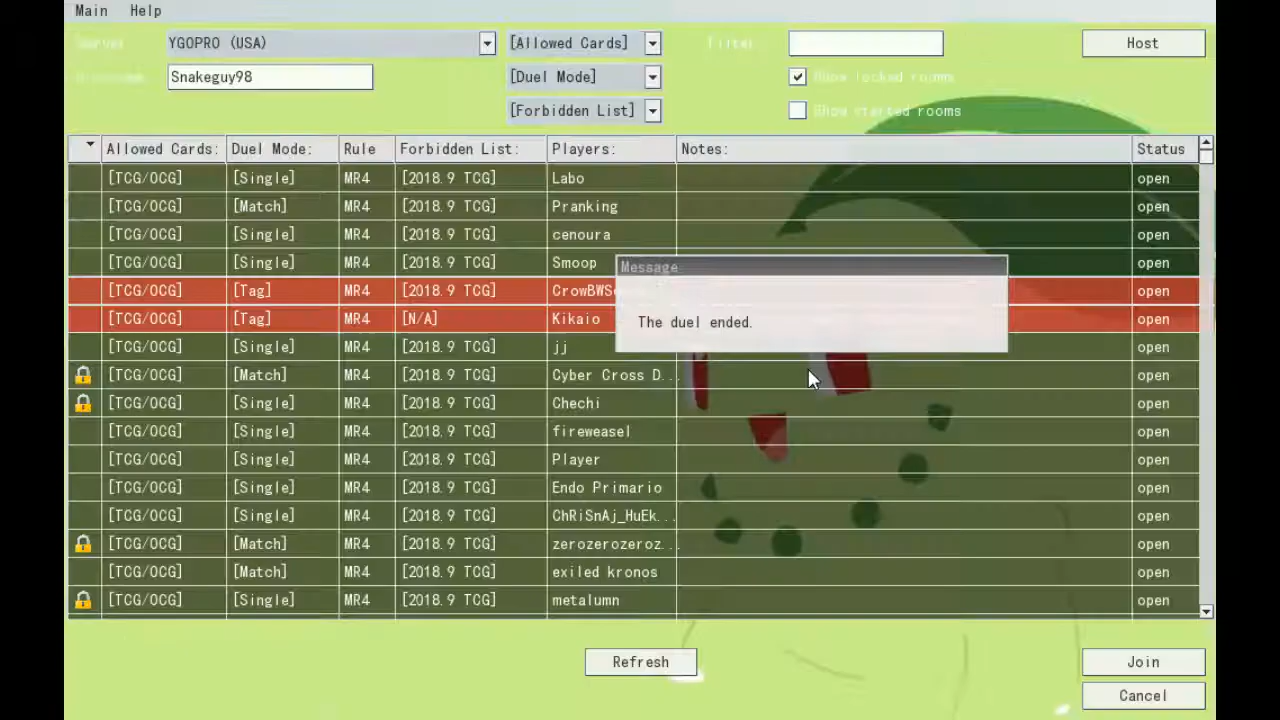 Main Help
Server YGOPRO (USA) [Allowed Cards] Filter Host
Snakeguy98 [Duel Mode] Show locked rooms
[Forbidden List] Show started rooms
Allowed Cards: Duel Mode: Rule Forbidden List: Players: Notes: Status
[TCG/OCG] [Single] MR4 [2018.9 TCG] Labo open
[TCG/OCG] [Match] MR4 [2018.9 TCG] Pranking open
[TCG/OCG] [Single] MR4 [2018.9 TCG] cenoura open
[TCG/OCG] [Single] MR4 [2018.9 TCG] Smoop open
Message
[TCG/OCG] [Tag] MR4 [2018.9 TCG] open
[TCG/OCG] [Tag] MR4 [N/A] Kikaio open
The duel ended.
[TCG/OCG] [Single] MR4 [2018.9 TCG] jj open
[TCG/OCG] [Match] MR4 [2018.9 TCG] Cyber Cross D... open
[TCG/OCG] [Single] MR4 [2018.9 TCG] Chechi open
[TCG/OCG] [Single] MR4 [2018.9 TCG] fireweasel open
[TCG/OCG] [Single] MR4 [2018.9 TCG] Player open
[TCG/OCG] [Single] MR4 [2018.9 TCG] Endo Primario open
[TCG/OCG] [Single] MR4 [2018.9 TCG] ChRiSnAj_HuEk... open
[TCG/OCG] [Match] MR4 [2018.9 TCG] zerozerozeroz... open
[TCG/OCG] [Match] MR4 [2018.9 TCG] exiled kronos open
[TCG/OCG] [Single] MR4 [2018.9 TCG] metalumn open
Refresh Join
Cancel